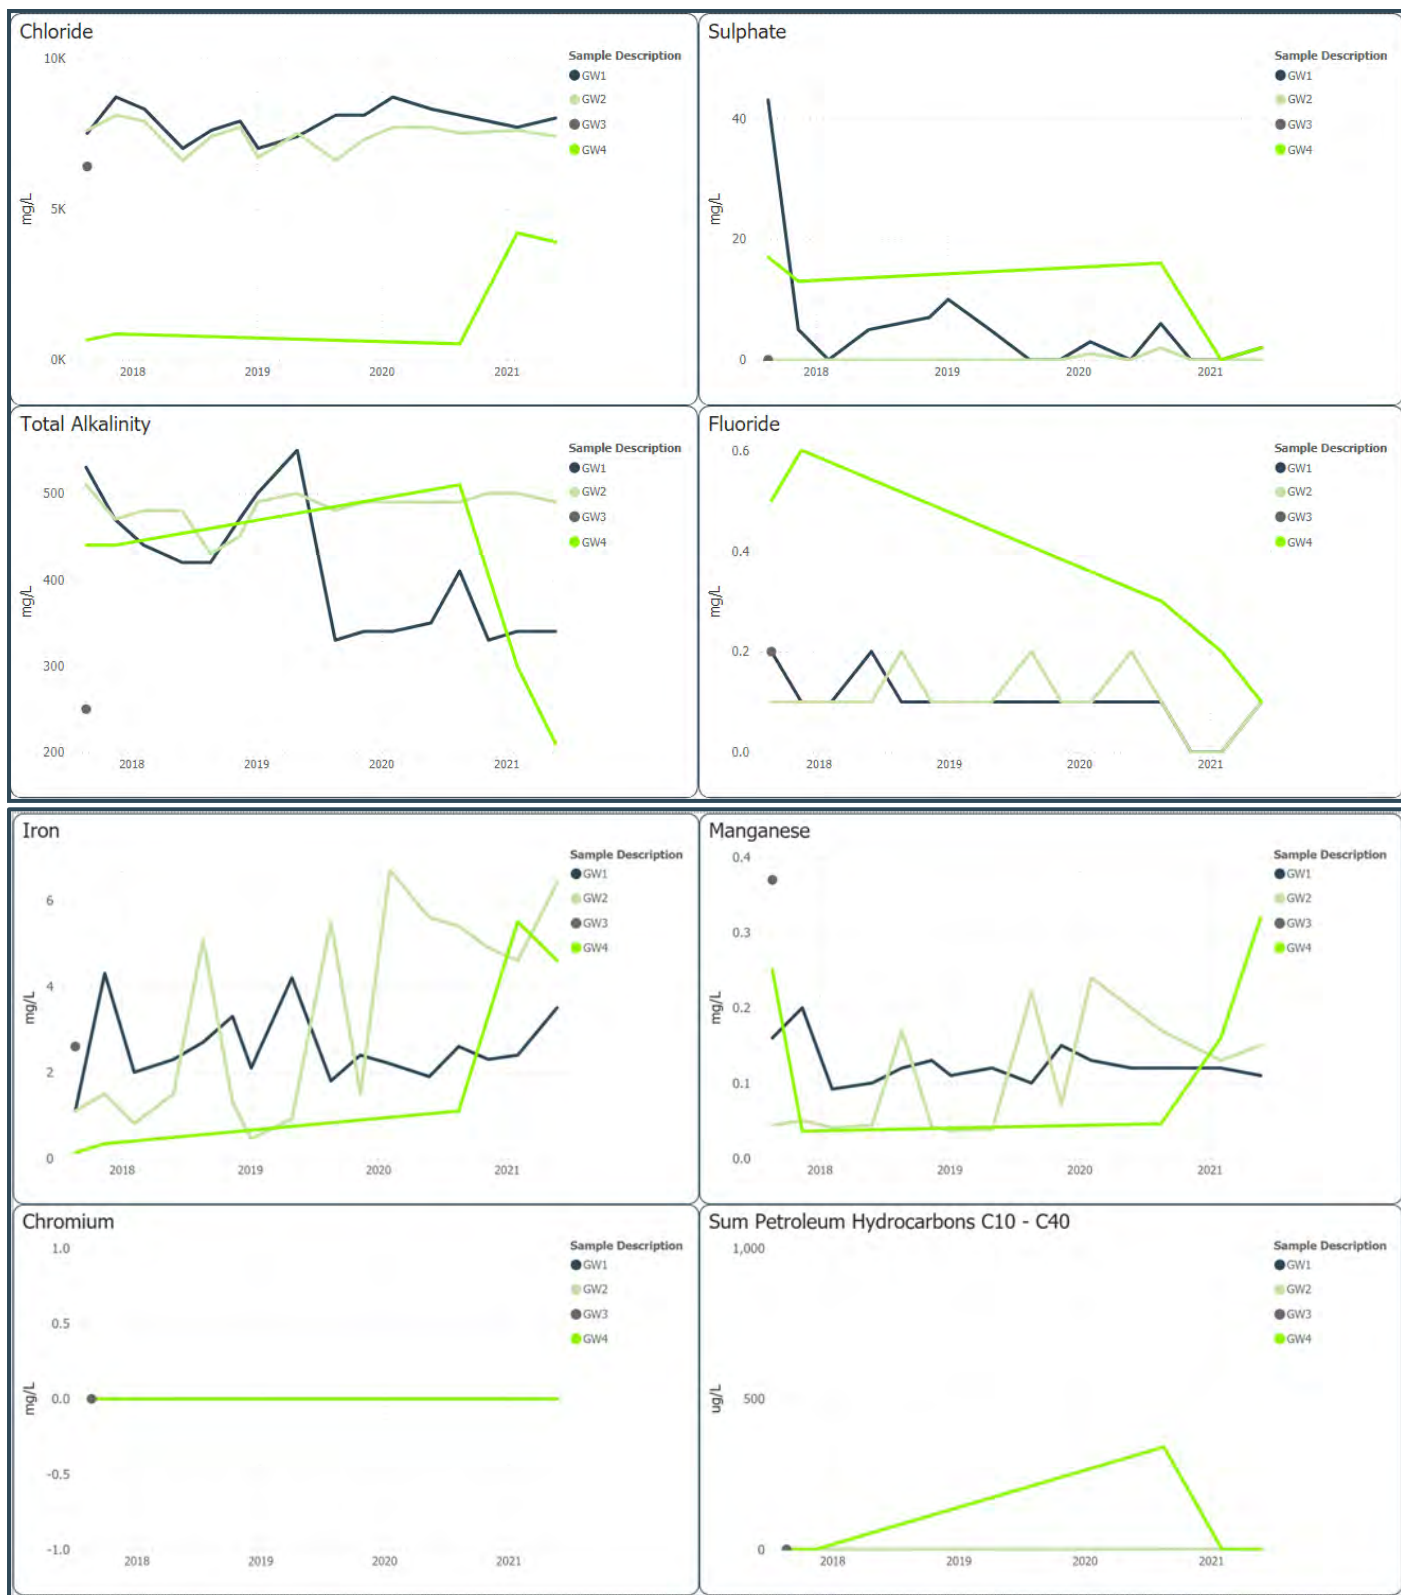 Chloride
Sample Description
GW1
GW2
GW3
GW4
10K
5K
0K
mg/L
2018 2019 2020 2021
Sulphate
Sample Description
GW1
GW2
GW3
GW4
40
20
0
mg/L
2018 2019 2020 2021
Total Alkalinity
Sample Description
GW1
GW2
GW3
GW4
500
400
300
200
mg/L
2018 2019 2020 2021
Fluoride
Sample Description
GW1
GW2
GW3
GW4
0.6
0.4
0.2
0.0
mg/L
2018 2019 2020 2021
Iron
Sample Description
GW1
GW2
GW3
GW4
6
4
2
0
mg/L
2018 2019 2020 2021
Manganese
Sample Description
GW1
GW2
GW3
GW4
0.4
0.3
0.2
0.1
0.0
mg/L
2018 2019 2020 2021
Chromium
Sample Description
GW1
GW2
GW3
GW4
1.0
0.5
0.0
-0.5
-1.0
mg/L
2018 2019 2020 2021
Sum Petroleum Hydrocarbons C10 - C40
Sample Description
GW1
GW2
GW3
GW4
1,000
500
0
ug/L
2018 2019 2020 2021